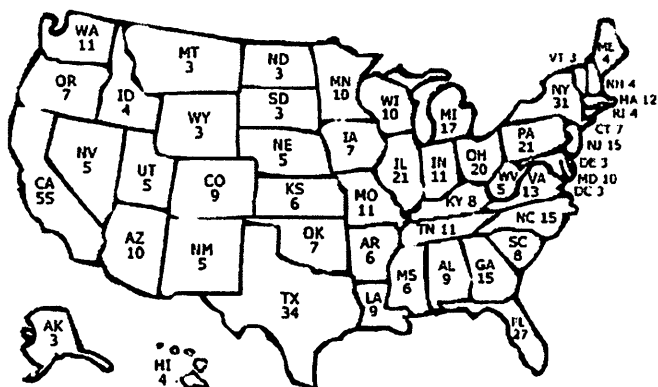 WA
11
MT
3
ND
3
MN
10
OR
7
ID
4
SD
3
WI
10
WY
3
MI
17
VT 3
ME
4
NH 4
MA 12
RI 4
CT 7
NJ 15
DE 3
MD 10
DC 3
NY
31
PA
21
NV
5
UT
5
CA
55
CO
9
NE
5
IA
7
IL
21
IN
11
OH
20
WV
5
VA
13
KS
6
MO
11
KY 8
NC 15
TN 11
SC
8
AZ
10
NM
5
OK
7
AR
6
MS
6
AL
9
GA
15
TX
34
LA
9
FL
27
AK
3
HI
4